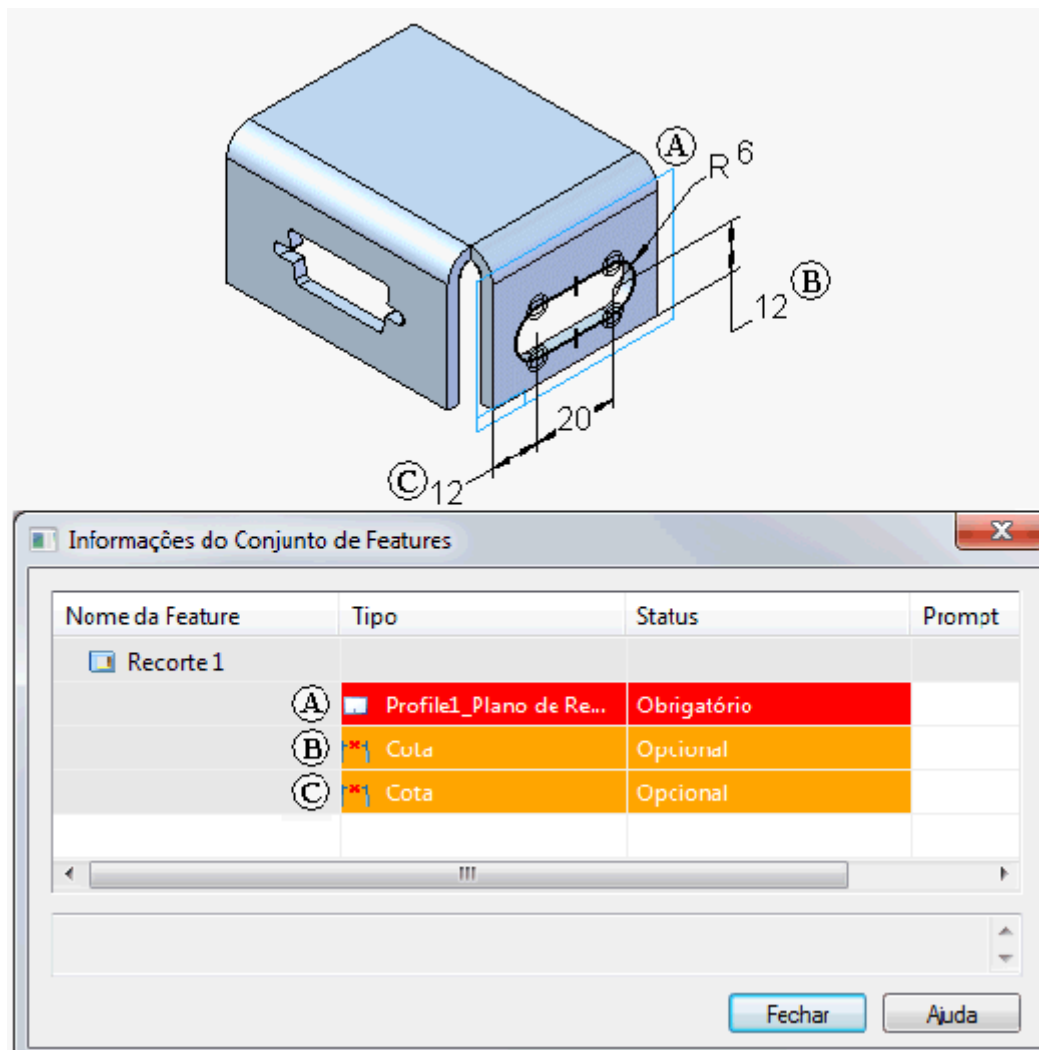 A
R 6
12 B
20
C 12
Informações do Conjunto de Features
X
Nome da Feature Tipo Status Prompt
Recorte 1
A Profile1_Plano de Re... Obrigatório
B Cota Opcional
C Cota Opcional
Fechar Ajuda